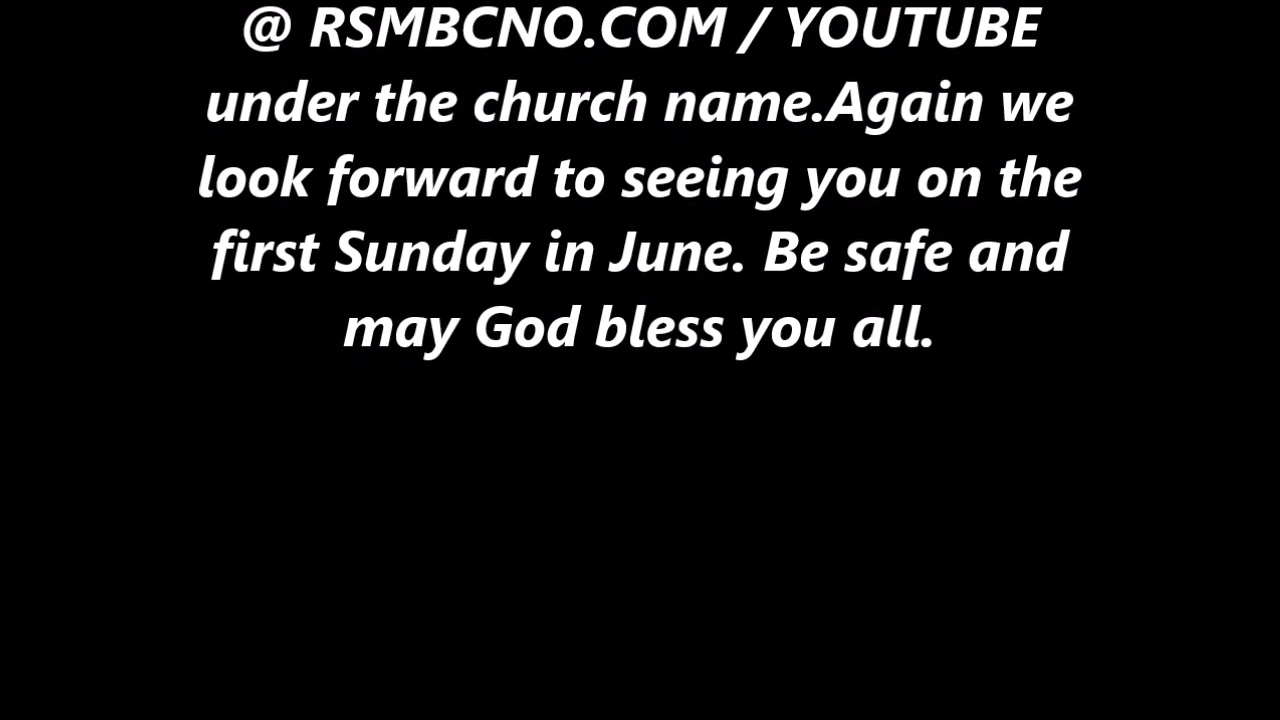 @ RSMBCNO.COM / YOUTUBE
under the church name.Again we
look forward to seeing you on the
first Sunday in June. Be safe and
may God bless you all.